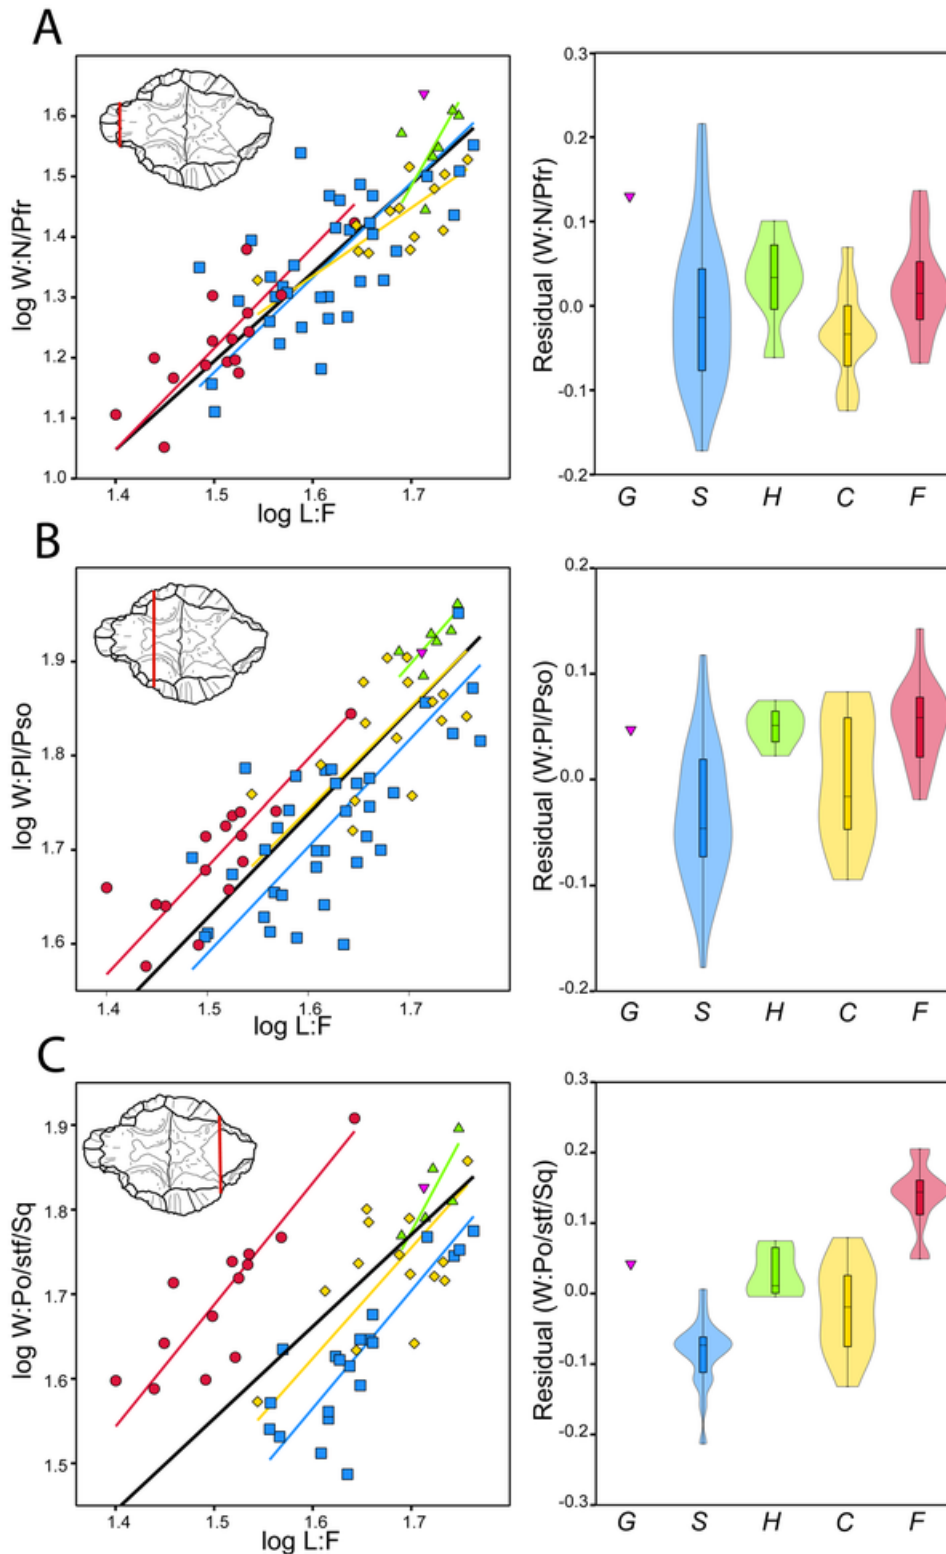 A
log W:N/Pfr
1.6
1.5
1.4
1.3
1.2
1.1
1.0
1.4 1.5 1.6 1.7
log L:F
Residual (W:N/Pfr)
0.3
0.2
0.1
0.0
-0.1
-0.2
G S H C F
B
log W:Pl/Pso
1.9
1.8
1.7
1.6
1.4 1.5 1.6 1.7
log L:F
Residual (W:Pl/Pso)
0.2
0.1
0.0
-0.1
-0.2
G S H C F
C
log W:Po/stf/Sq
1.9
1.8
1.7
1.6
1.5
1.4 1.5 1.6 1.7
log L:F
Residual (W:Po/stf/Sq)
0.3
0.2
0.1
0.0
-0.1
-0.2
-0.3
G S H C F